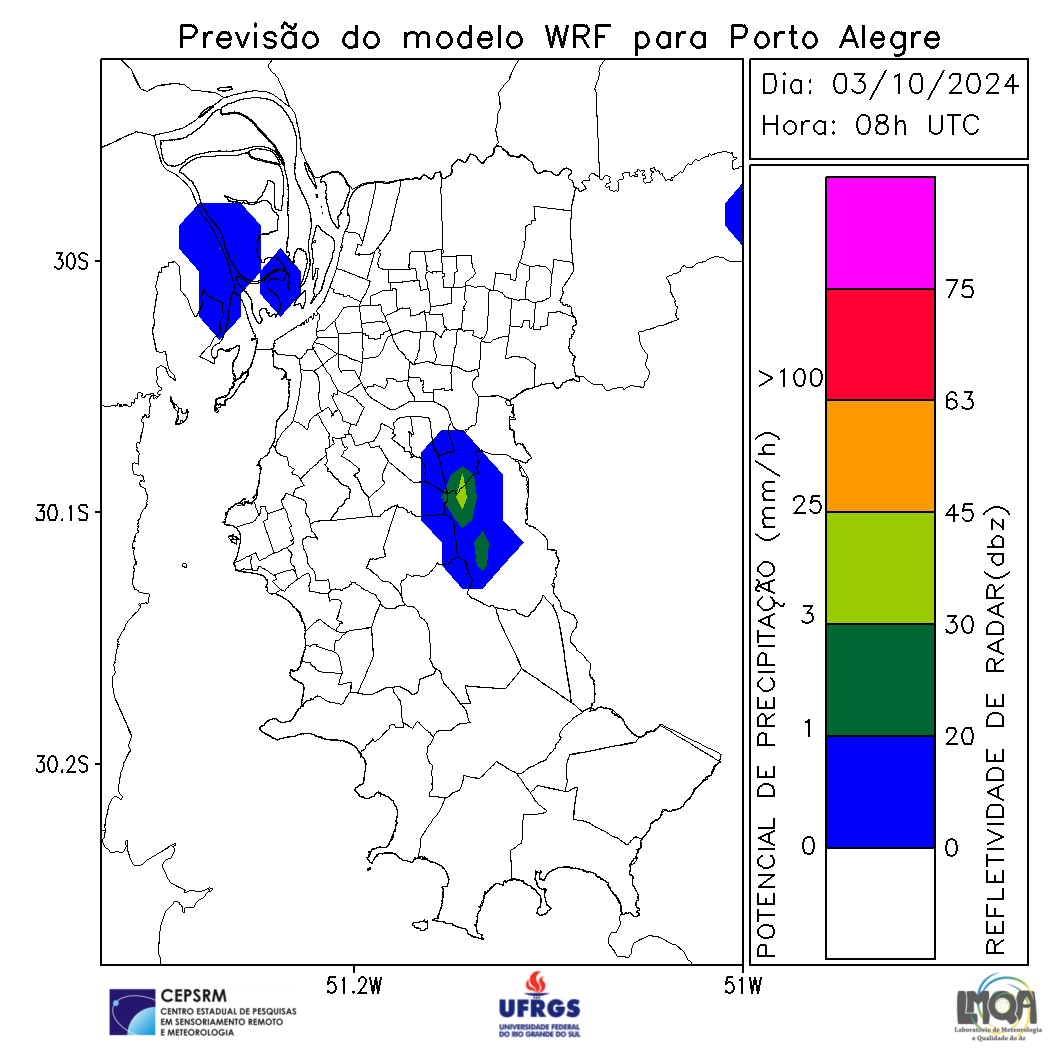 Previsão do modelo WRF para Porto Alegre
Dia: 03/10/2024
Hora: 08h UTC
30S
30.1S
30.2S
51.2W
51W
POTENCIAL DE PRECIPITAÇÃO (mm/h)
>100
25
3
1
0
75
63
45
30
20
0
REFLETIVIDADE DE RADAR(dbz)
CEPSRM
CENTRO ESTADUAL DE PESQUISAS
EM SENSORIAMENTO REMOTO
E METEOROLOGIA
UFRGS
UNIVERSIDADE FEDERAL
DO RIO GRANDE DO SUL
LMQA
Laboratório de Meteorologia
e Qualidade do Ar